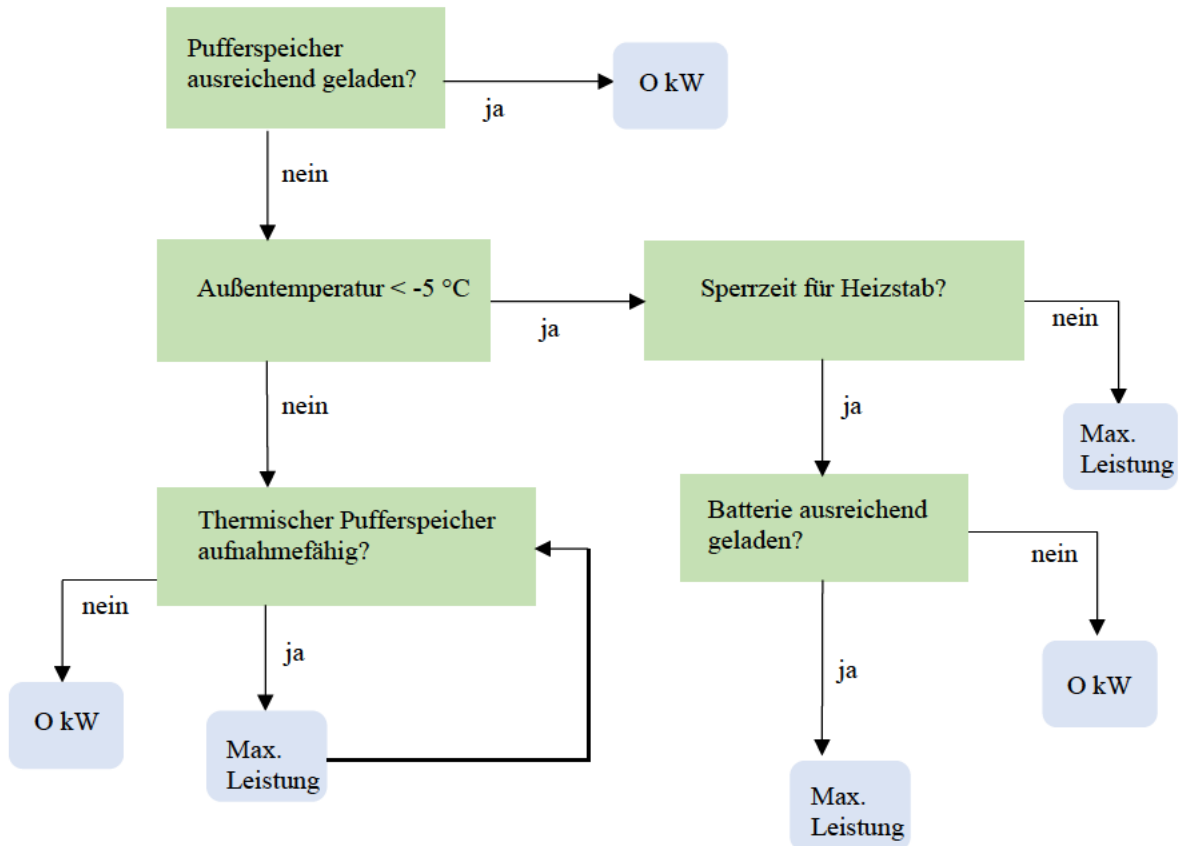 Pufferspeicher
ausreichend geladen?
O kW
ja
nein
Außentemperatur < -5 °C
ja
Sperrzeit für Heizstab?
nein
nein
ja
Max.
Leistung
Thermischer Pufferspeicher
aufnahmefähig?
Batterie ausreichend
geladen?
nein
nein
ja
ja
O kW
O kW
Max.
Leistung
Max.
Leistung